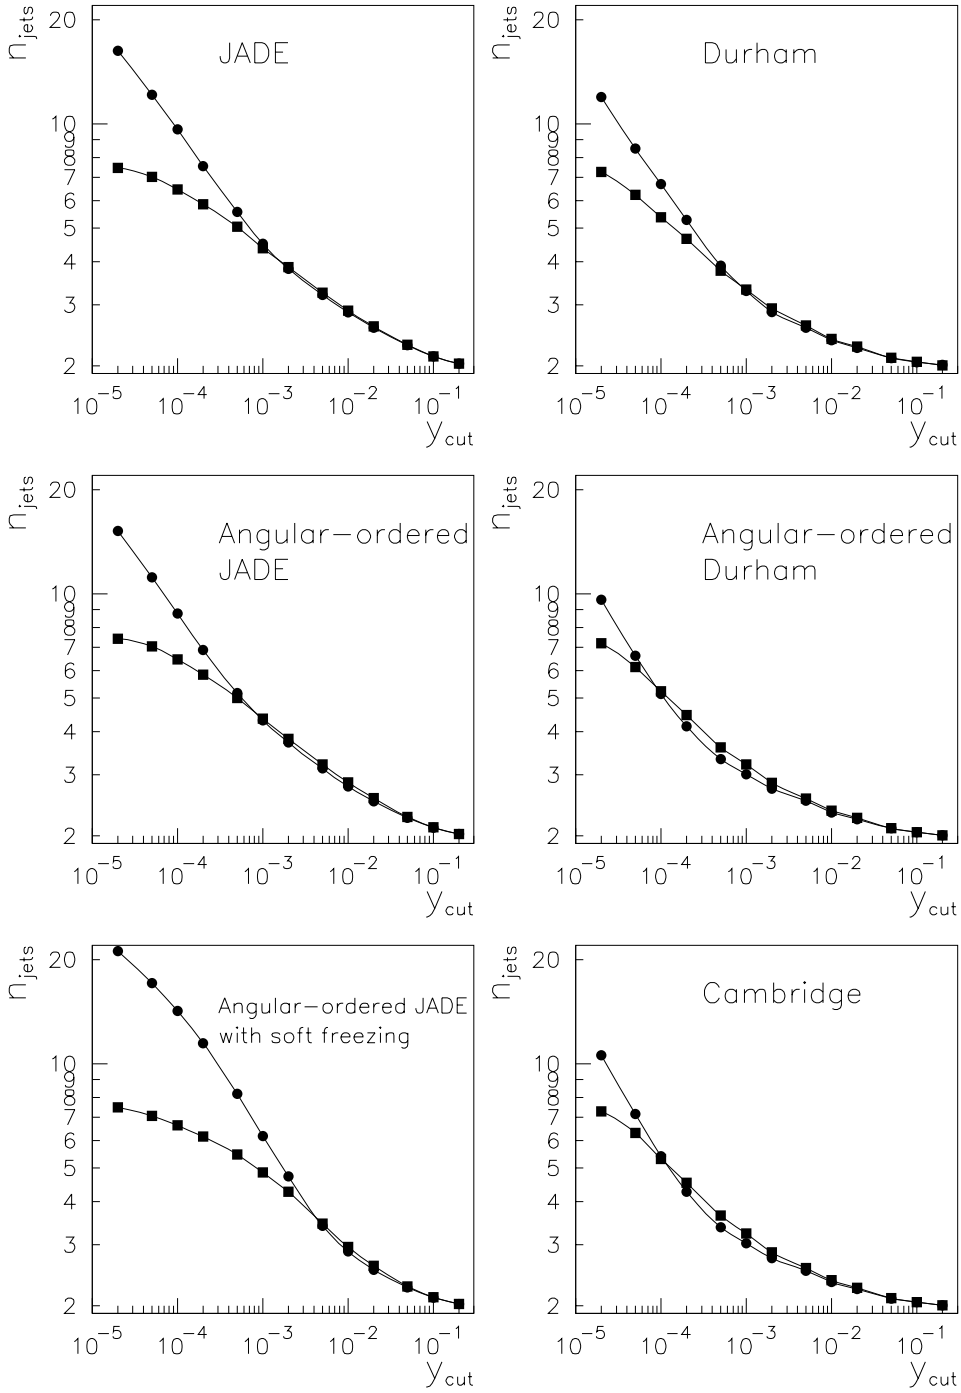 n_jets
20
JADE
10
9
8
7
6
5
4
3
2
10^-5 10^-4 10^-3 10^-2 10^-1
y_cut
n_jets
20
Durham
10
9
8
7
6
5
4
3
2
10^-5 10^-4 10^-3 10^-2 10^-1
y_cut
n_jets
20
Angular-ordered
JADE
10
9
8
7
6
5
4
3
2
10^-5 10^-4 10^-3 10^-2 10^-1
y_cut
n_jets
20
Angular-ordered
Durham
10
9
8
7
6
5
4
3
2
10^-5 10^-4 10^-3 10^-2 10^-1
y_cut
n_jets
20
Angular-ordered JADE
with soft freezing
10
9
8
7
6
5
4
3
2
10^-5 10^-4 10^-3 10^-2 10^-1
y_cut
n_jets
20
Cambridge
10
9
8
7
6
5
4
3
2
10^-5 10^-4 10^-3 10^-2 10^-1
y_cut